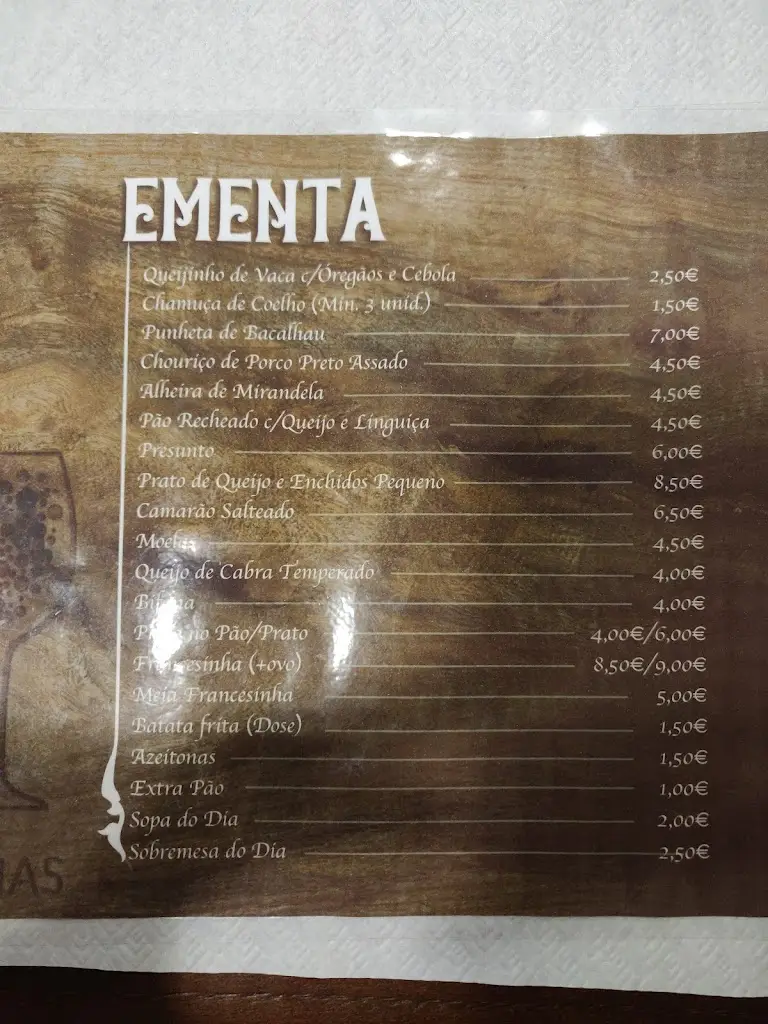 EMENTA
Queijinho de Vaca c/Óregãos e Cebola 2,50€
Chamuça de Coelho (Min. 3 unid.) 1,50€
Punheta de Bacalhau 7,00€
Chouriço de Porco Preto Assado 4,50€
Alheira de Mirandela 4,50€
Pão Recheado c/Queijo e Linguiça 4,50€
Presunto 6,00€
Prato de Queijo e Enchidos Pequeno 8,50€
Camarão Salteado 6,50€
4,50€
Queijo de Cabra Temperado 4,00€
4,00€
no Pão/Prato 4,00€/6,00€
Francesinha (+ovo) 8,50€/9,00€
Meia Francesinha 5,00€
Batata frita (Dose) 1,50€
Azeitonas 1,50€
Extra Pão 1,00€
Sopa do Dia 2,00€
Sobremesa do Dia 2,50€